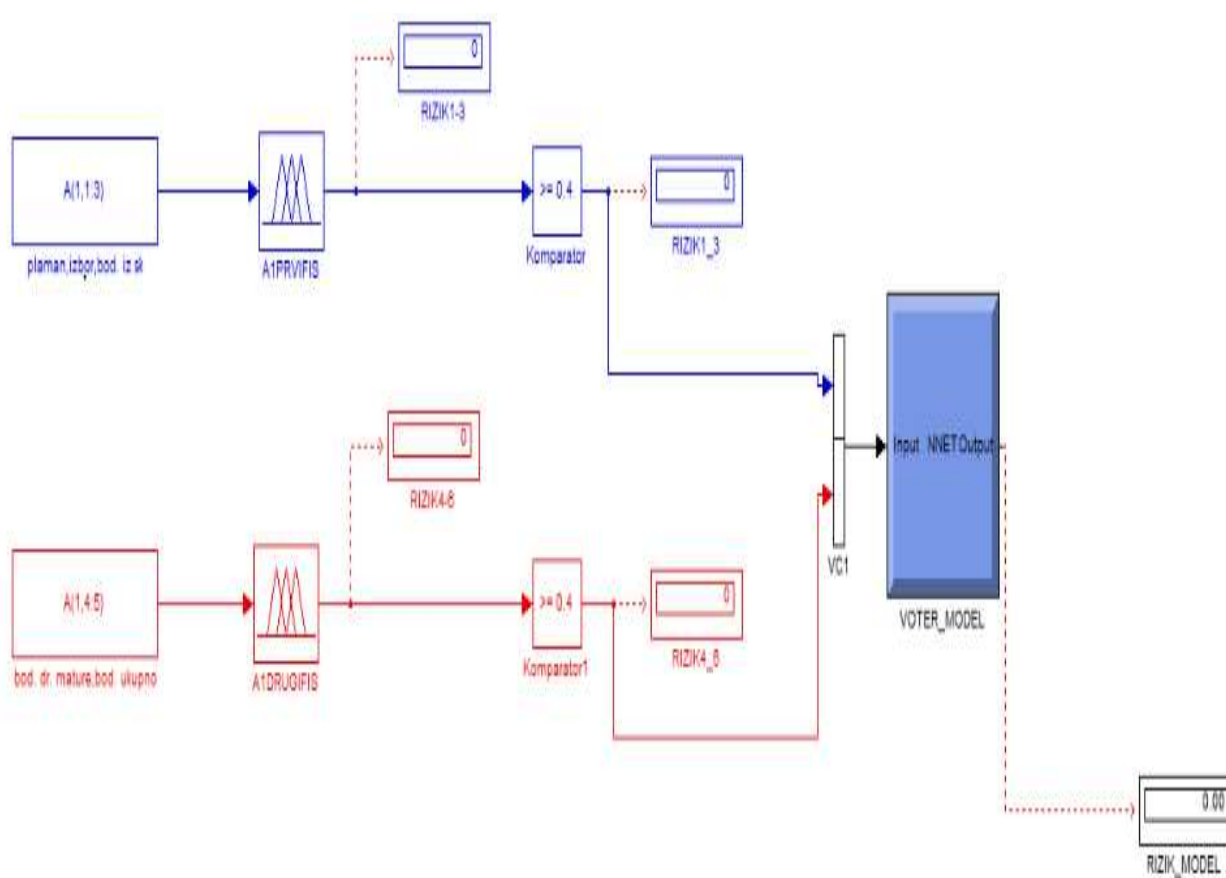 0
RIZIK1-3
A(1,1:3)
plaman,izbor,bod. iz sk
A1PRVIFIS
>= 0.4
Komparator
0
RIZIK1_3
0
RIZIK4-6
A(1,4:5)
bod. dr. mature,bod. ukupno
A1DRUGIFIS
>= 0.4
Komparator1
0
RIZIK4_6
VC1
Input NNET Output
VOTER_MODEL
0.00
RIZIK_MODEL